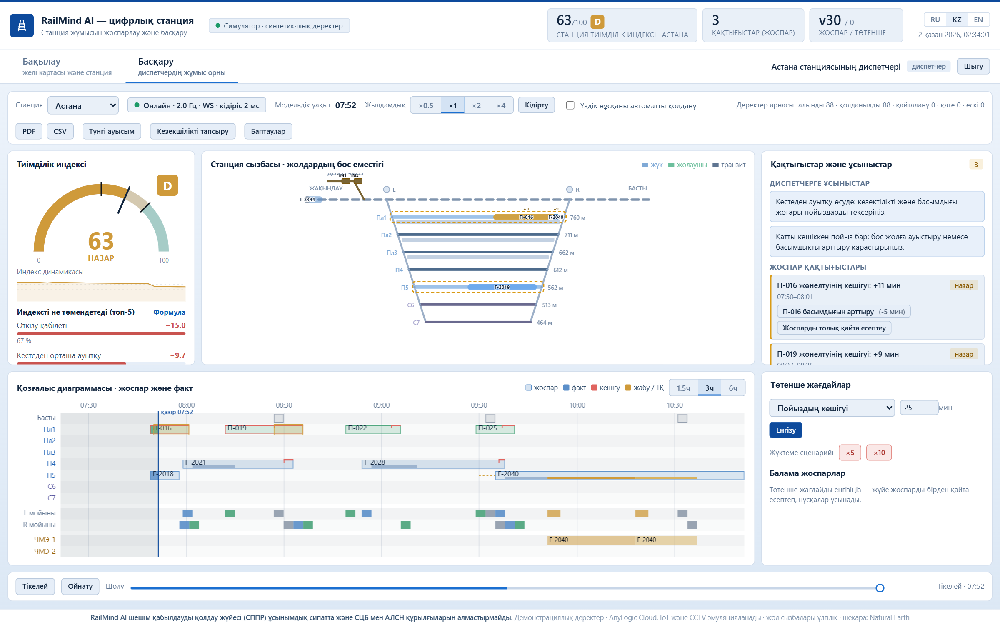 RailMind AI — цифрлық станция
Станция жұмысын жоспарлау және басқару
Симулятор · синтетикалық деректер
63/100 D
СТАНЦИЯ ТИІМДІЛІК ИНДЕКСІ · АСТАНА
3
ҚАҚТЫҒЫСТАР (ЖОСПАР)
v30 / 0
ЖОСПАР / ТӨТЕНШЕ
RU KZ EN
2 қазан 2026, 02:34:01
Бақылау
желі картасы және станция
Басқару
диспетчердің жұмыс орны
Астана станциясының диспетчері
диспетчер
Шығу
Станция
Астана
Онлайн · 2.0 Гц · WS · кідіріс 2 мс
Модельдік уақыт 07:52
Жылдамдық
×0.5 ×1 ×2 ×4
Кідірту
Үздік нұсқаны автоматты қолдану
Деректер арнасы алынды 88 · қолданылды 88 · қайталану 0 · қате 0 · ескі 0
PDF
CSV
Түнгі ауысым
Кезекшілікті тапсыру
Баптаулар
Тиімділік индексі
D
63
НАЗАР
0
100
Индекс динамикасы
Индексті не төмендетеді (топ-5)
Формула
Өткізу қабілеті −15.0
67 %
Кестеден орташа ауытқу −9.7
Станция сызбасы · жолдардың бос еместігі
жүк
жолаушы
транзит
ЧМ1 ЧМ2
ЖАҚЫНДАУ
L
R
БАСТЫ
Т-3344
+11
+9
Пл1 П-016 Г-2040 760 м
Пл2 711 м
Пл3 662 м
П4 612 м
П5 Г-2018 562 м
С6 513 м
С7 464 м
Қақтығыстар және ұсыныстар
3
ДИСПЕТЧЕРГЕ ҰСЫНЫСТАР
Кестеден ауытқу өсуде: кезектілікті және басымдығы
жоғары пойыздарды тексеріңіз.
Қатты кешіккен пойыз бар: бос жолға ауыстыру немесе
басымдықты арттыру қарастырыңыз.
ЖОСПАР ҚАҚТЫҒЫСТАРЫ
П-016 жөнелтуінің кешігуі: +11 мин
назар
07:50–08:01
П-016 басымдығын арттыру (-5 мин)
Жоспарды толық қайта есептеу
П-019 жөнелтуінің кешігуі: +9 мин
назар
Қозғалыс диаграммасы · жоспар және факт
жоспар
факт
кешігу
жабу / ТҚ
1.5ч 3ч 6ч
07:30 08:00 08:30 09:00 09:30 10:00 10:30
қазір 07:52
Басты
Пл1 П-016 П-019 П-022 П-025
Пл2
Пл3
П4 Г-2021 Г-2028
П5 Г-2018 Г-2040
С6
С7
L мойыны
R мойыны
ЧМЭ-1 Г-2040 Г-2040
ЧМЭ-2
Төтенше жағдайлар
Пойыздың кешігуі
25 мин
Енгізу
Жүктеме сценарийі ×5 ×10
Балама жоспарлар
Төтенше жағдайды енгізіңіз — жүйе жоспарды бірден қайта
есептеп, нұсқалар ұсынады.
Тікелей
Ойнату
Шолу
Тікелей · 07:52
RailMind AI шешім қабылдауды қолдау жүйесі (СППР) ұсынымдық сипатта және СЦБ мен АЛСН құрылғыларын алмастырмайды. Демонстрациялық деректер · AnyLogic Cloud, IoT және CCTV эмуляцияланады · жол сызбалары үлгілік · шекара: Natural Earth